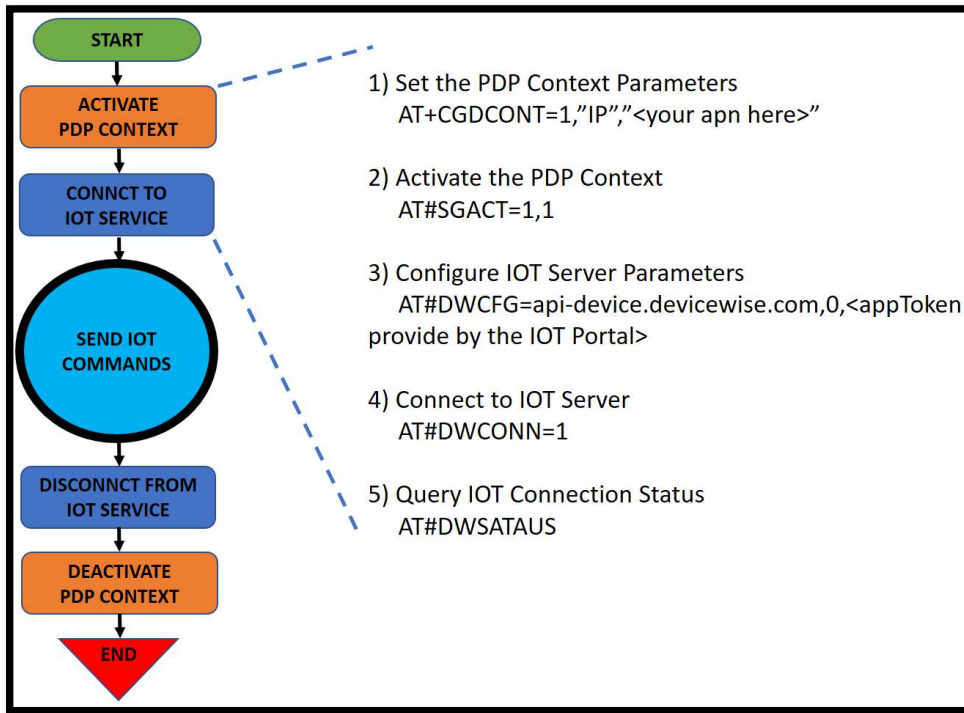 START
ACTIVATE
PDP CONTEXT
CONNCT TO
IOT SERVICE
SEND IOT
COMMANDS
DISCONNCT FROM
IOT SERVICE
DEACTIVATE
PDP CONTEXT
END
1) Set the PDP Context Parameters
AT+CGDCONT=1,”IP”,”<your apn here>”
2) Activate the PDP Context
AT#SGACT=1,1
3) Configure IOT Server Parameters
AT#DWCFG=api-device.devicewise.com,0,<appToken
provide by the IOT Portal>
4) Connect to IOT Server
AT#DWCONN=1
5) Query IOT Connection Status
AT#DWSATAUS